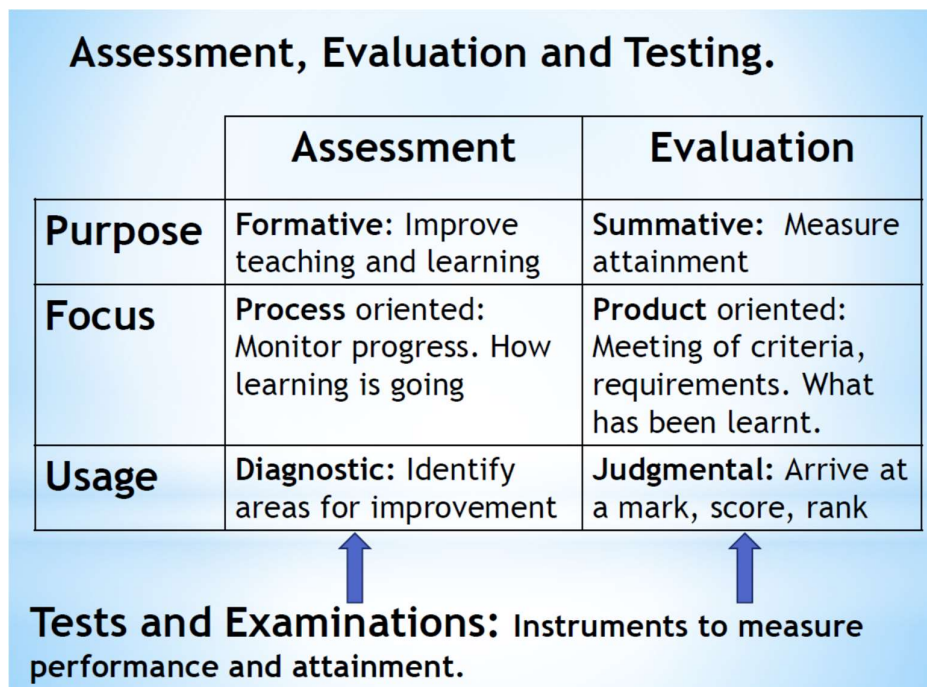 Assessment, Evaluation and Testing.
Assessment
Evaluation
Purpose
Formative: Improve
teaching and learning
Summative: Measure
attainment
Focus
Process oriented:
Monitor progress. How
learning is going
Product oriented:
Meeting of criteria,
requirements. What
has been learnt.
Usage
Diagnostic: Identify
areas for improvement
Judgmental: Arrive at
a mark, score, rank
Tests and Examinations: Instruments to measure
performance and attainment.